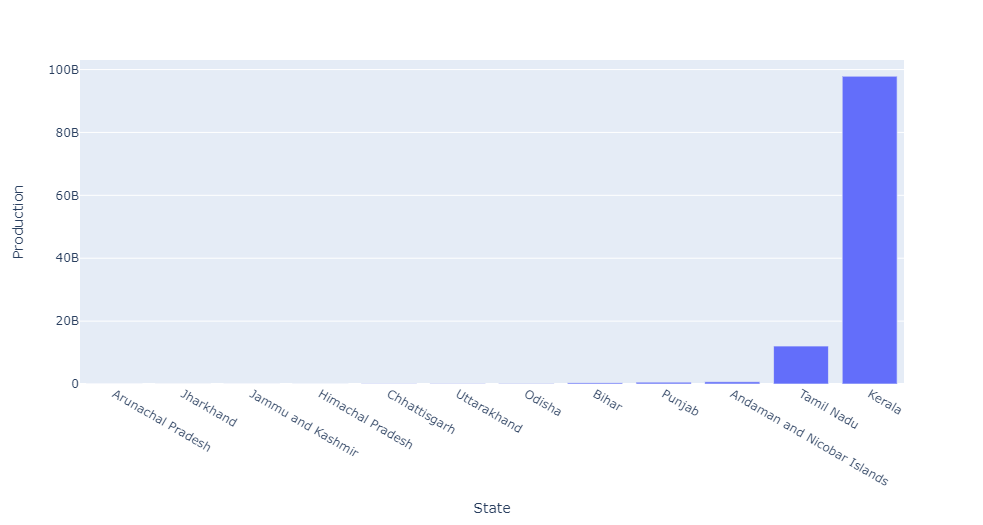 100B
80B
60B
40B
20B
0
Production
Arunachal Pradesh
Jharkhand
Jammu and Kashmir
Himachal Pradesh
Chhattisgarh
Uttarakhand
Odisha
Bihar
Punjab
Andaman and Nicobar Islands
Tamil Nadu
Kerala
State